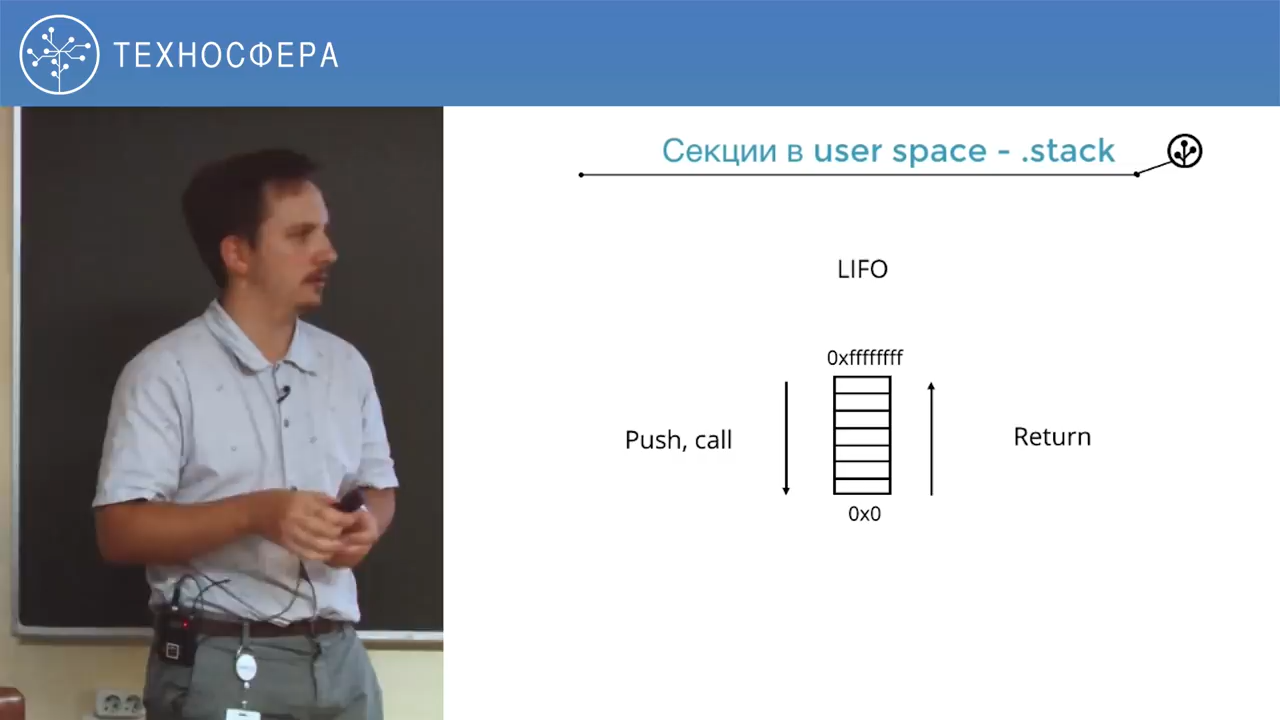 ТЕХНОСФЕРА
Секции в user space - .stack
LIFO
0xffffffff
Push, call
Return
0x0